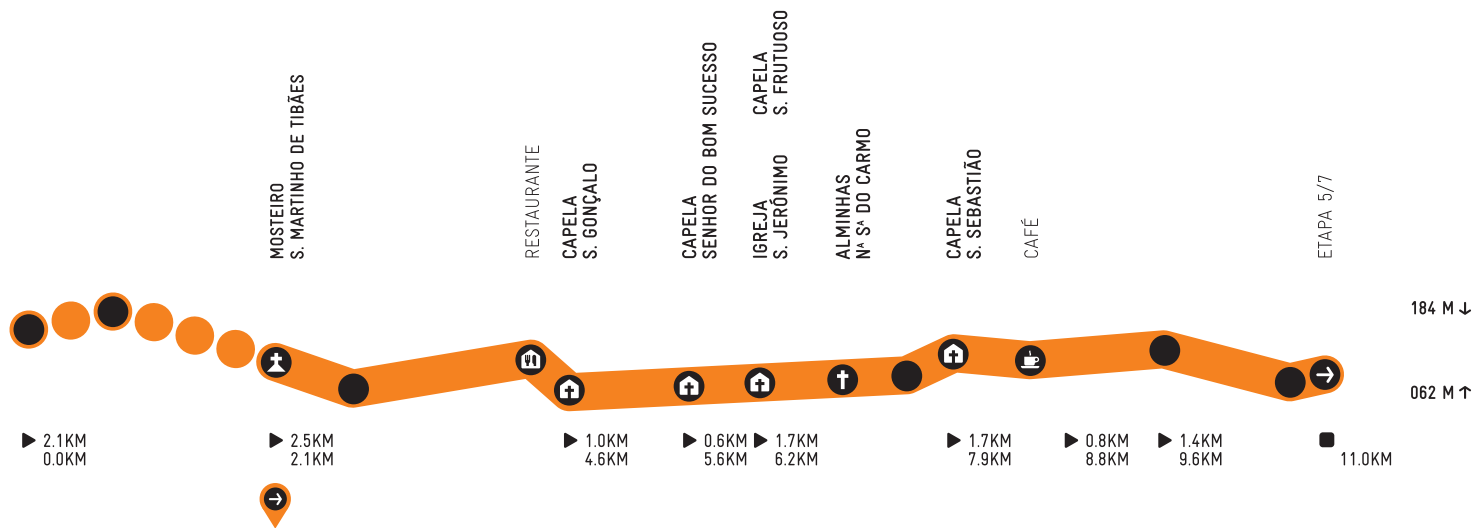 MOSTEIRO
S. MARTINHO DE TIBÃES
RESTAURANTE
CAPELA
S. GONÇALO
CAPELA
SENHOR DO BOM SUCESSO
CAPELA
S. FRUTUOSO
IGREJA
S. JERÓNIMO
ALMINHAS
Nª Sª DO CARMO
CAPELA
S. SEBASTIÃO
CAFÉ
ETAPA 5/7
184 M ↓
062 M ↑
2.1KM
0.0KM
2.5KM
2.1KM
1.0KM
4.6KM
0.6KM
5.6KM
1.7KM
6.2KM
1.7KM
7.9KM
0.8KM
8.8KM
1.4KM
9.6KM
11.0KM